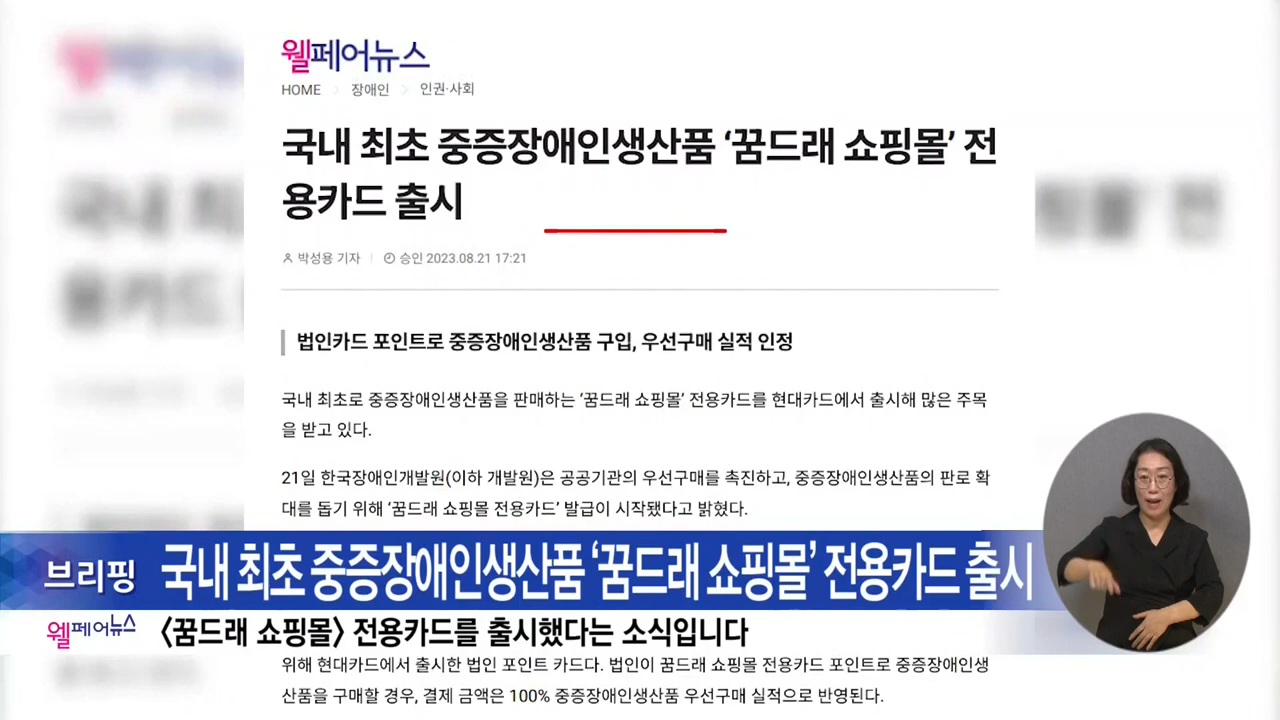 웰페어뉴스
HOME > 장애인 > 인권·사회
국내 최초 중증장애인생산품 ‘꿈드래 쇼핑몰’ 전
용카드 출시
박성용 기자 | 승인 2023.08.21 17:21
법인카드 포인트로 중증장애인생산품 구입, 우선구매 실적 인정
국내 최초로 중증장애인생산품을 판매하는 ‘꿈드래 쇼핑몰’ 전용카드를 현대카드에서 출시해 많은 주목
을 받고 있다.
21일 한국장애인개발원(이하 개발원)은 공공기관의 우선구매를 촉진하고, 중증장애인생산품의 판로 확
대를 돕기 위해 ‘꿈드래 쇼핑몰 전용카드’ 발급이 시작됐다고 밝혔다.
브리핑 국내 최초 중증장애인생산품 ‘꿈드래 쇼핑몰’ 전용카드 출시
웰페어뉴스 <꿈드래 쇼핑몰> 전용카드를 출시했다는 소식입니다
위해 현대카드에서 출시한 법인 포인트 카드다. 법인이 꿈드래 쇼핑몰 전용카드 포인트로 중증장애인생
산품을 구매할 경우, 결제 금액은 100% 중증장애인생산품 우선구매 실적으로 반영된다.